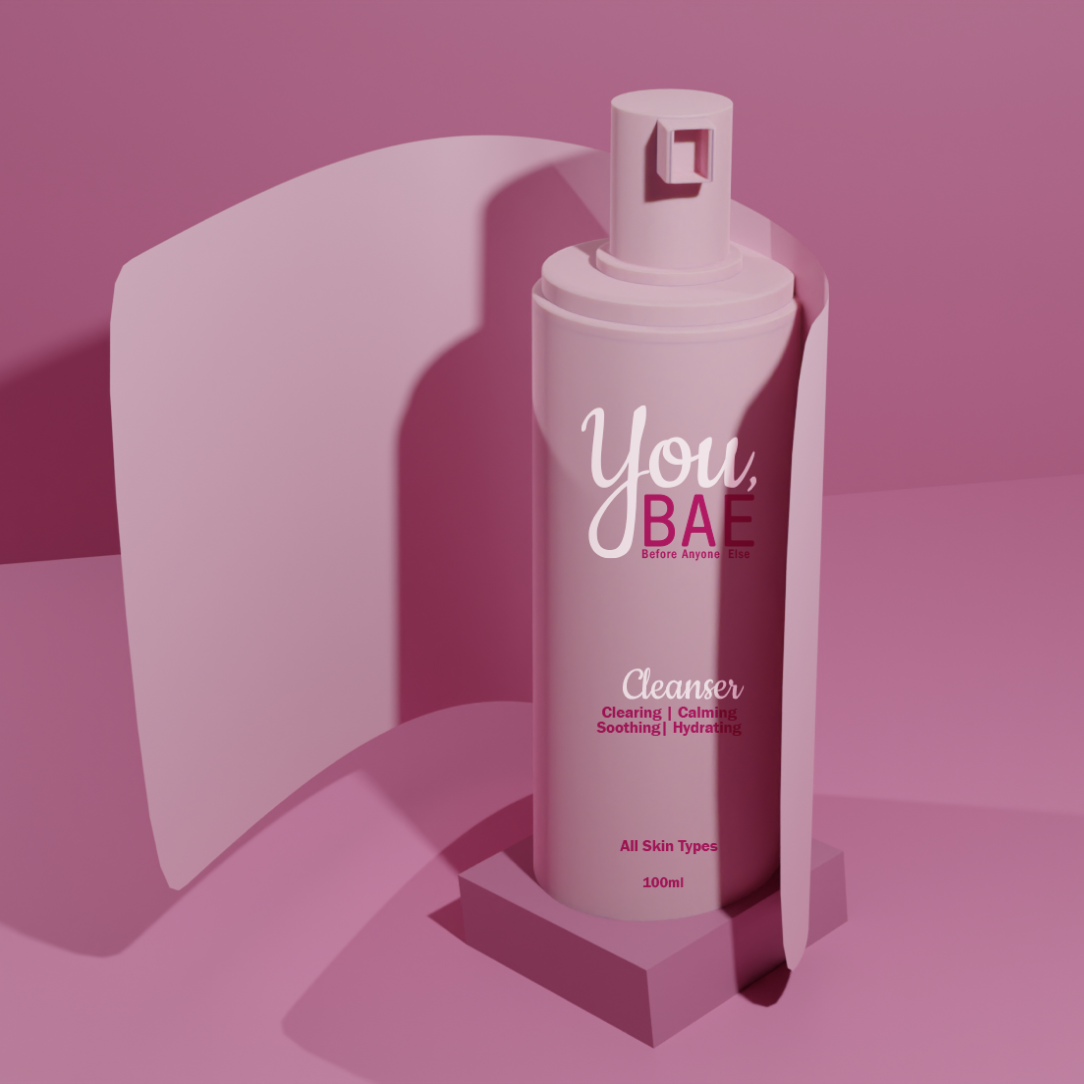 You,
BAE
Before Anyone Else
Cleanser
Clearing | Calming
Soothing| Hydrating
All Skin Types
100ml